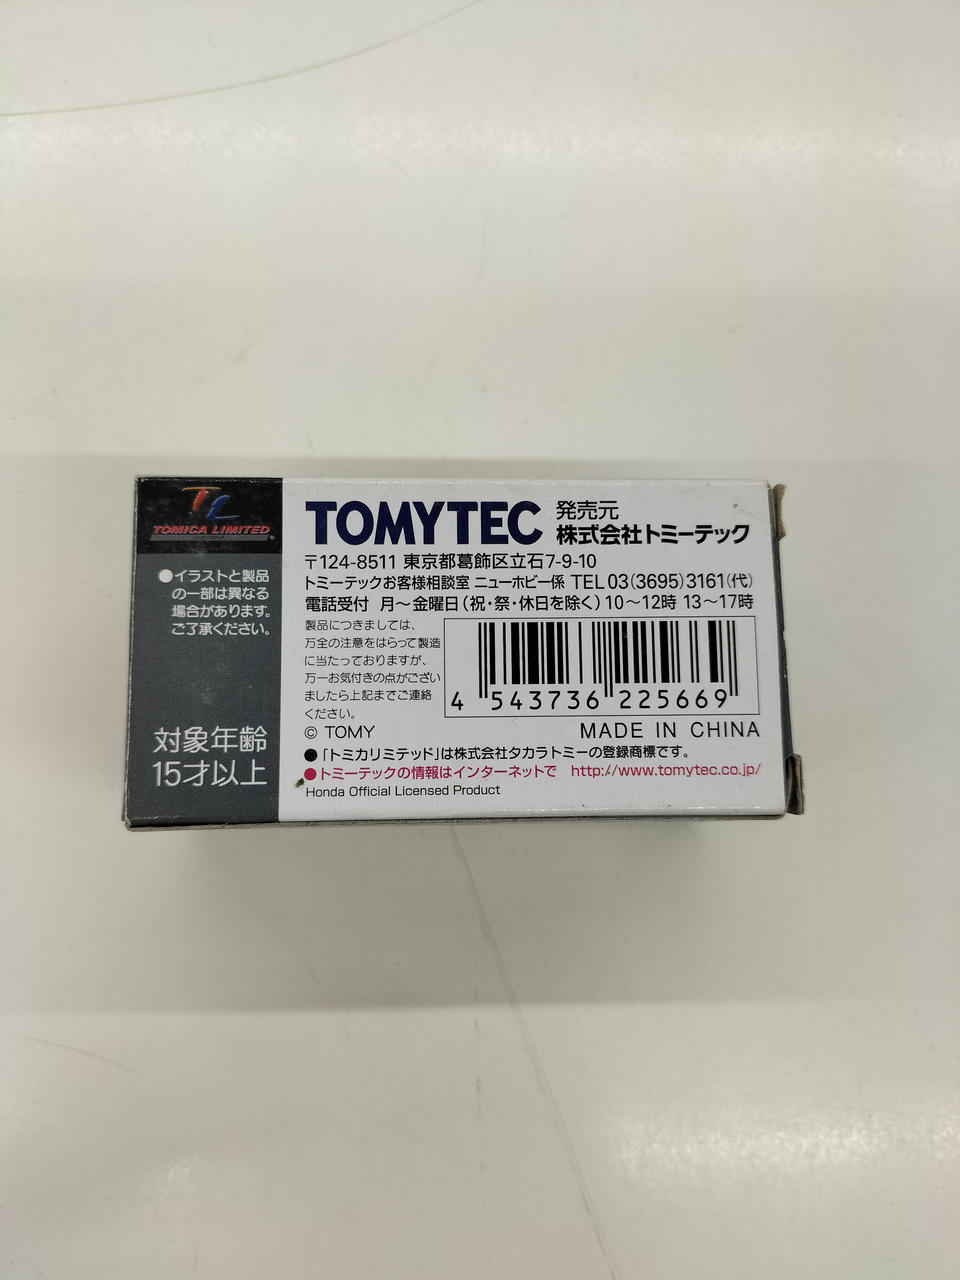 TL
TOMICA LIMITED
●イラストと製品
の一部は異なる
場合があります。
ご了承ください。
対象年齢
15才以上
TOMYTEC
発売元
株式会社トミーテック
〒124-8511 東京都葛飾区立石7-9-10
トミーテックお客様相談室 ニューホビー係 TEL 03(3695)3161(代)
電話受付 月～金曜日(祝・祭・休日を除く)10～12時 13～17時
製品につきましては、
万全の注意をはらって製造
に当たっておりますが、
万一お気付きの点がござい
ましたら上記までご連絡
ください。
4 543736 225669
© TOMY
MADE IN CHINA
●「トミカリミテッド」は株式会社タカラトミーの登録商標です。
●トミーテックの情報はインターネットで http://www.tomytec.co.jp/
Honda Official Licensed Product